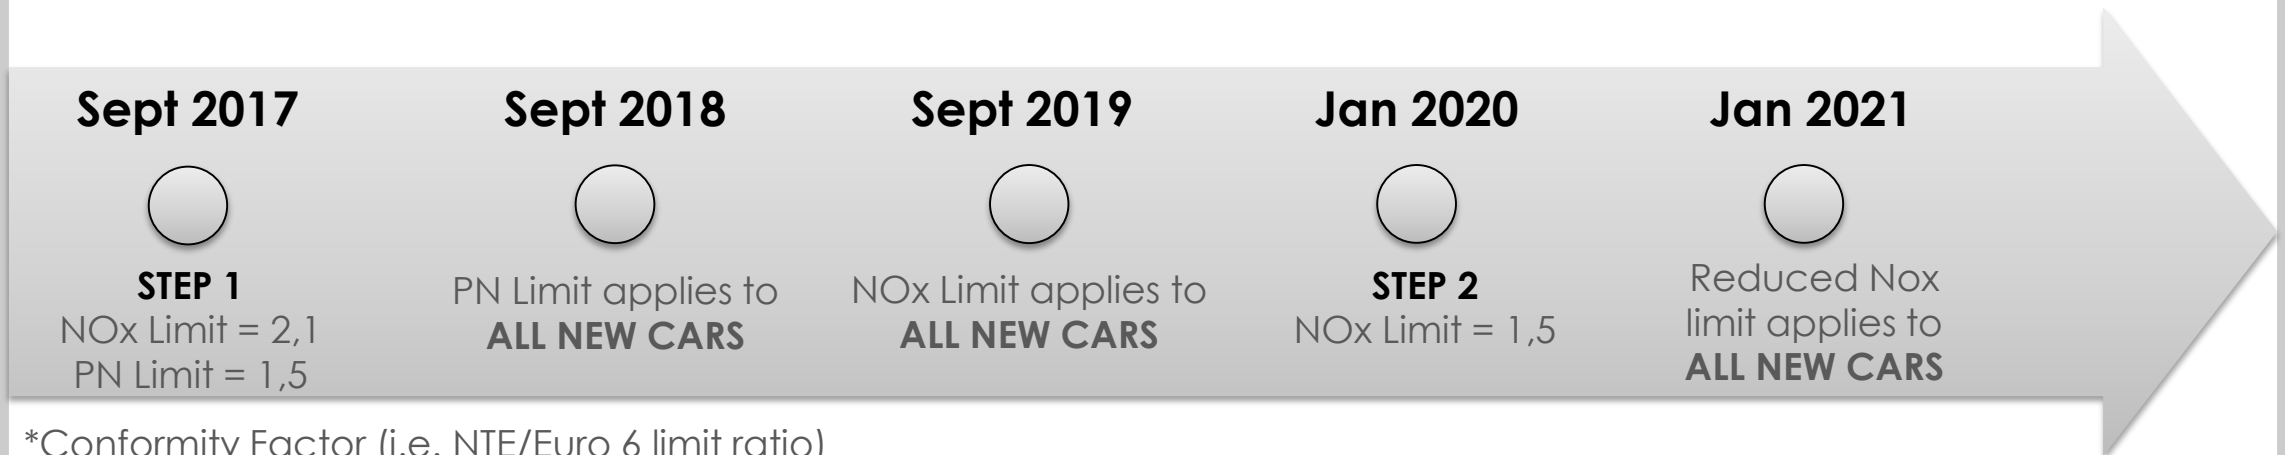 Sept 2017
Sept 2018
Sept 2019
Jan 2020
Jan 2021
STEP 1
NOx Limit = 2,1
PN Limit = 1,5
PN Limit applies to
ALL NEW CARS
NOx Limit applies to
ALL NEW CARS
STEP 2
NOx Limit = 1,5
Reduced Nox
limit applies to
ALL NEW CARS
*Conformity Factor (i.e. NTE/Euro 6 limit ratio)